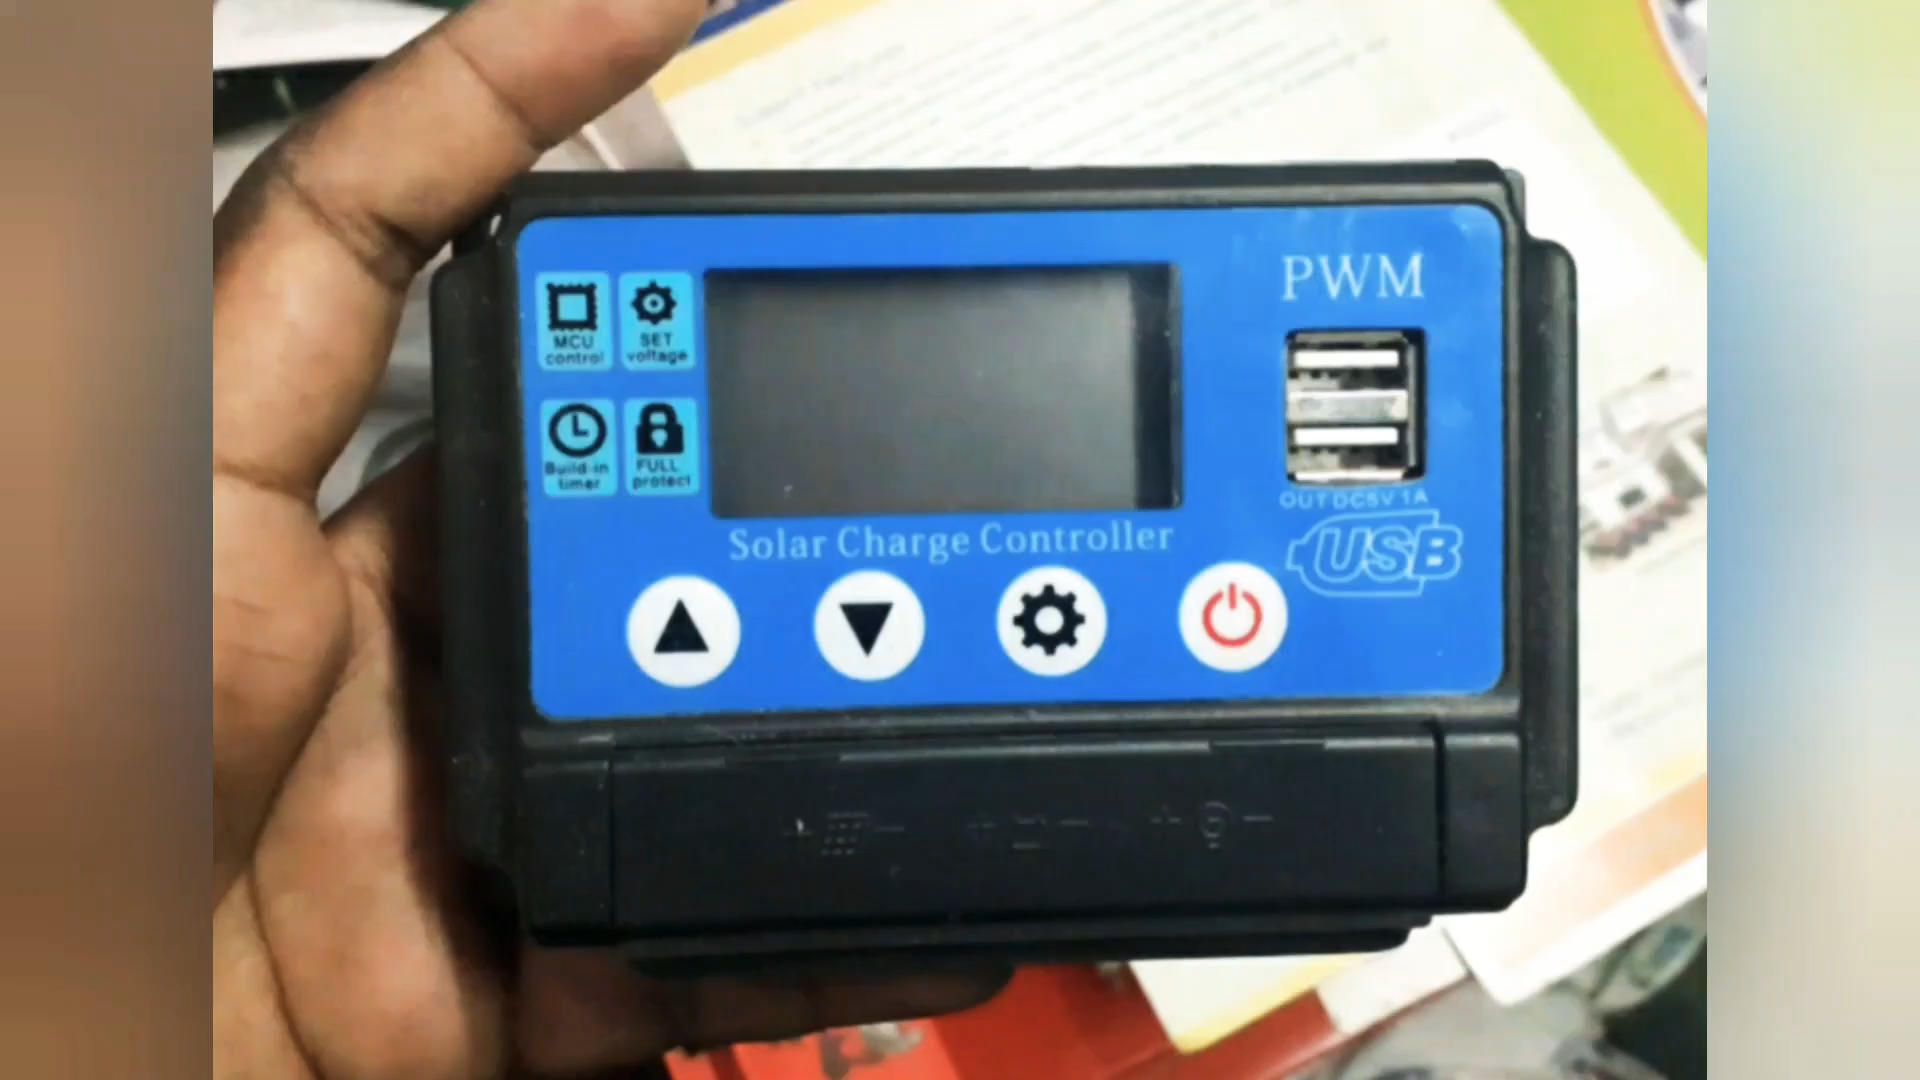 MCU
control
SET
voltage
Build-in
timer
FULL
protect
PWM
OUT DC5V 1A
USB
Solar Charge Controller